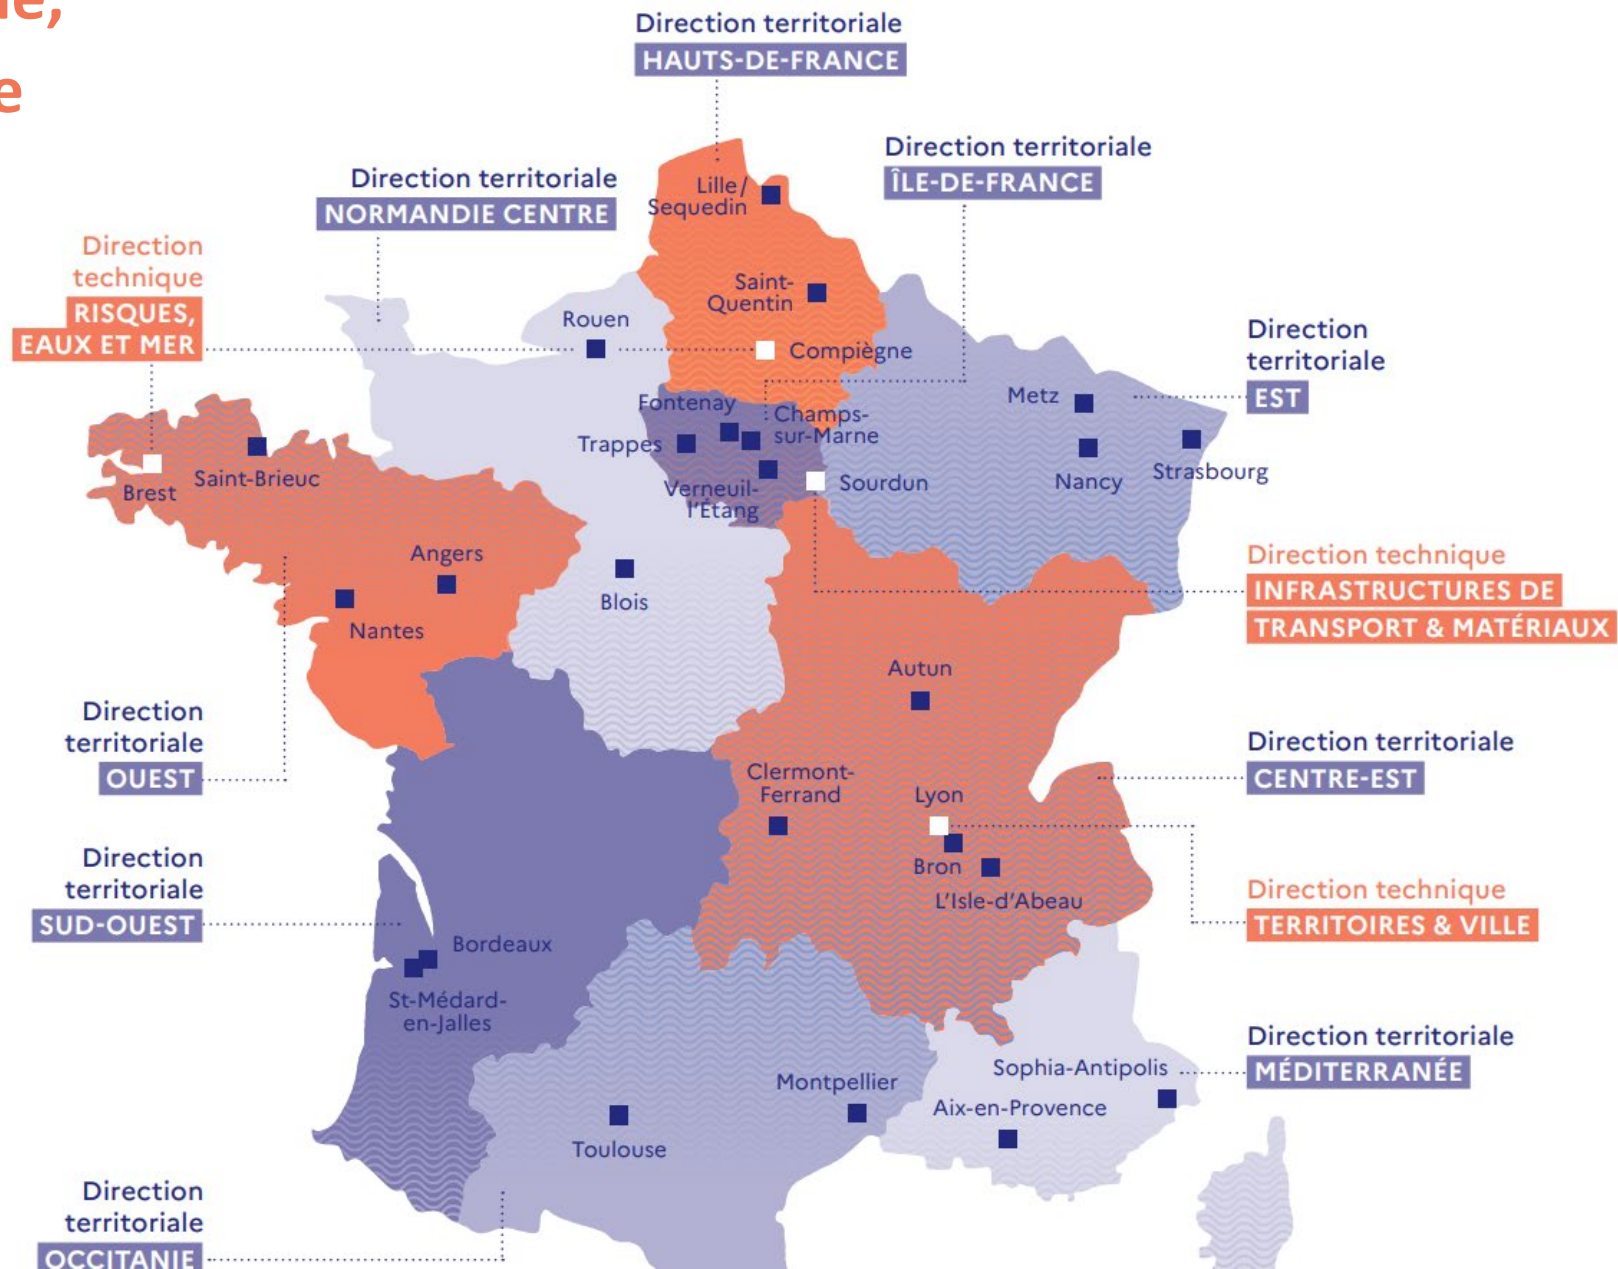 Direction territoriale
HAUTS-DE-FRANCE
Direction territoriale
ÎLE-DE-FRANCE
Direction territoriale
NORMANDIE CENTRE
Direction
technique
RISQUES,
EAUX ET MER
Lille/
Sequedin
Saint-
Quentin
Rouen
Compiègne
Direction
territoriale
EST
Metz
Fontenay
Champs-
sur-Marne
Trappes
Strasbourg
Nancy
Saint-Brieuc
Brest
Verneuil-
l'Étang
Sourdun
Angers
Nantes
Blois
Direction technique
INFRASTRUCTURES DE
TRANSPORT & MATÉRIAUX
Autun
Direction
territoriale
OUEST
Direction territoriale
CENTRE-EST
Clermont-
Ferrand
Lyon
Bron
L'Isle-d'Abeau
Direction
territoriale
SUD-OUEST
Direction technique
TERRITOIRES & VILLE
Bordeaux
St-Médard-
en-Jalles
Direction territoriale
MÉDITERRANÉE
Sophia-Antipolis
Montpellier
Aix-en-Provence
Toulouse
Direction
territoriale
OCCITANIE